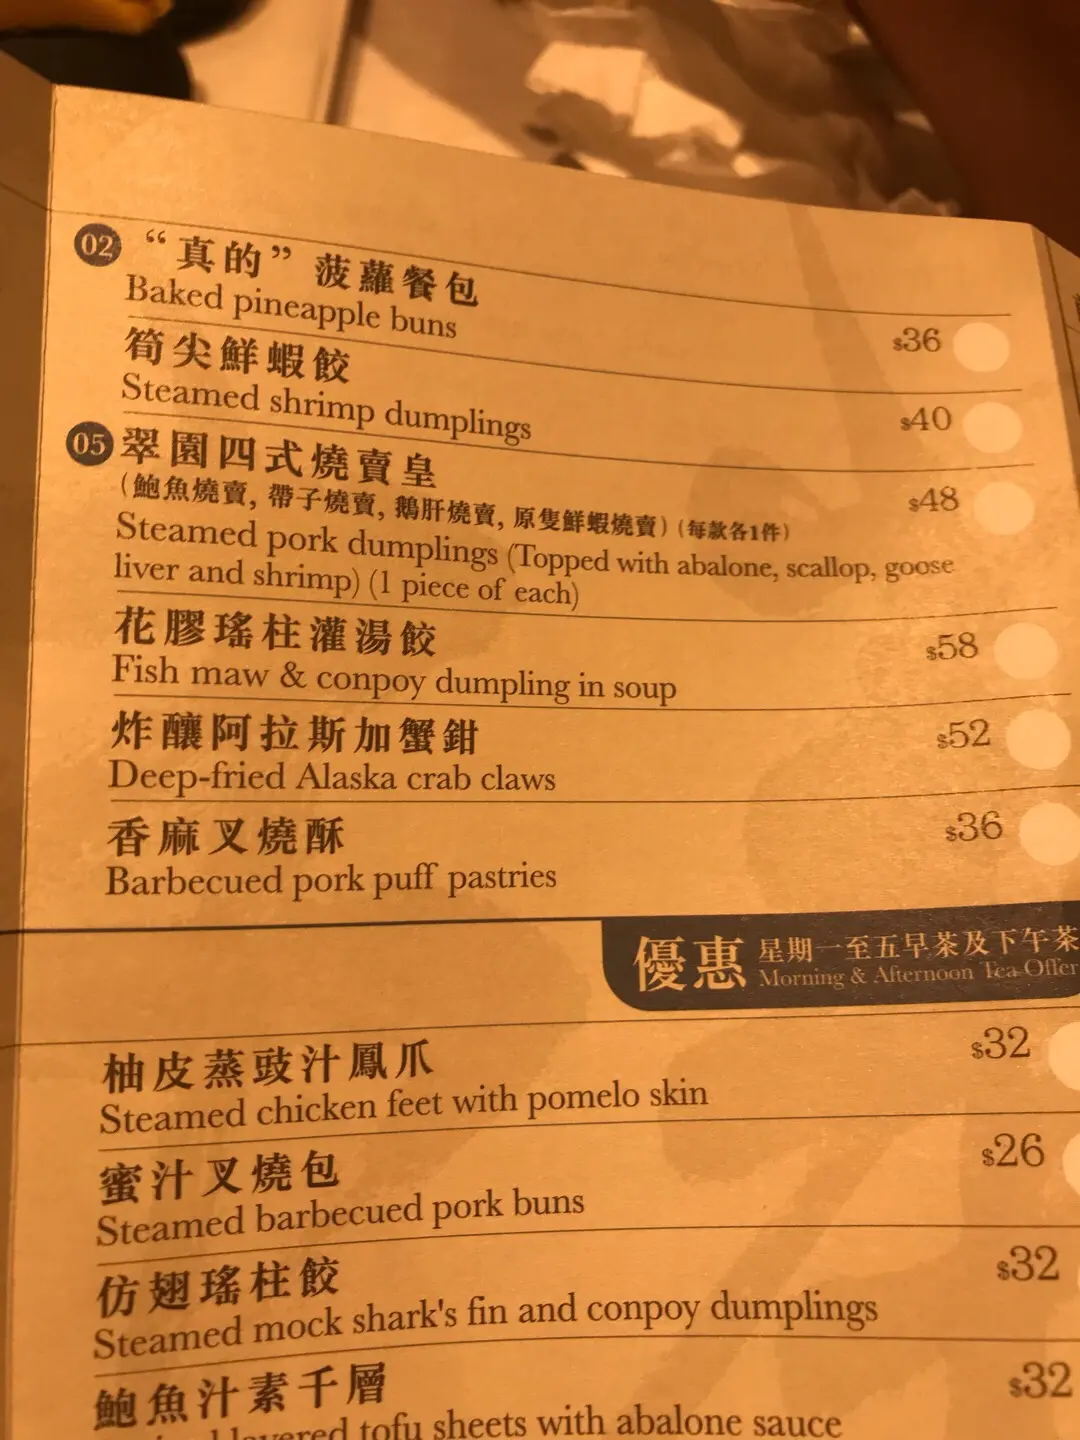 02 “真的”菠蘿餐包
Baked pineapple buns
$36
筍尖鮮蝦餃
Steamed shrimp dumplings
$40
05 翠園四式燒賣皇
(鮑魚燒賣, 帶子燒賣, 鵝肝燒賣, 原隻鮮蝦燒賣) (每款各1件)
$48
Steamed pork dumplings (Topped with abalone, scallop, goose
liver and shrimp) (1 piece of each)
花膠瑤柱灌湯餃
Fish maw & conpoy dumpling in soup
$58
炸釀阿拉斯加蟹鉗
Deep-fried Alaska crab claws
$52
香麻叉燒酥
Barbecued pork puff pastries
$36
優惠 星期一至五早茶及下午茶
Morning & Afternoon Tea Offer
柚皮蒸豉汁鳳爪
Steamed chicken feet with pomelo skin
$32
蜜汁叉燒包
Steamed barbecued pork buns
$26
仿翅瑤柱餃
Steamed mock shark's fin and conpoy dumplings
$32
鮑魚汁素千層
layered tofu sheets with abalone sauce
$32